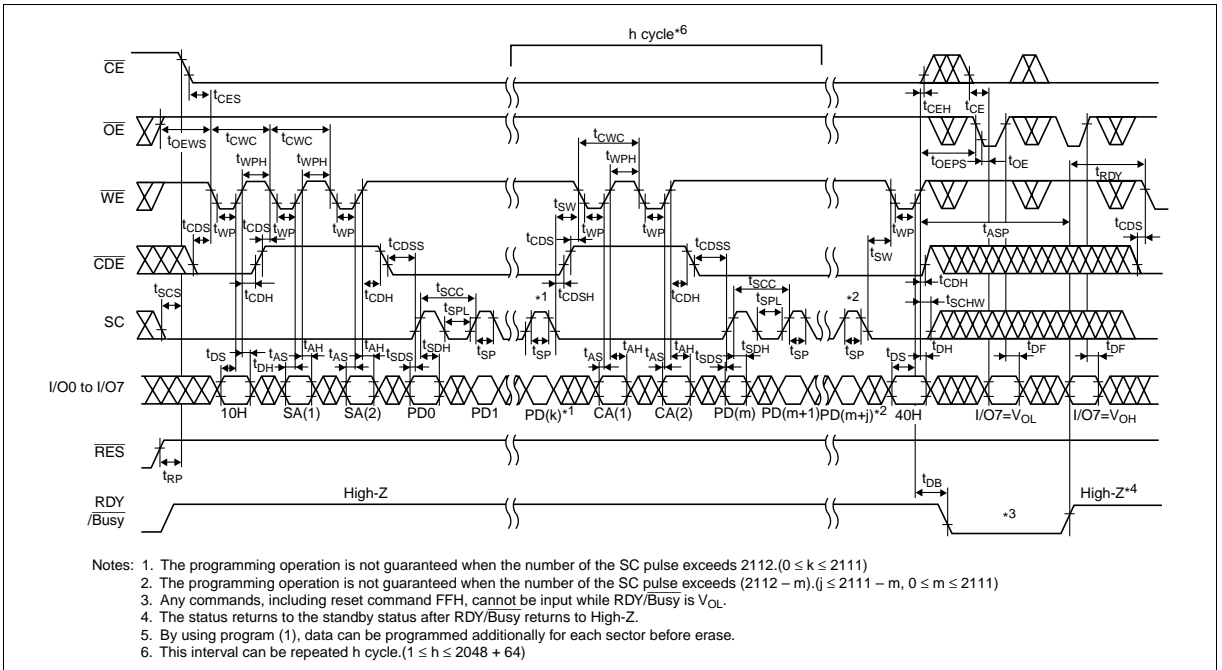 h cycle*6
CE
tCES
tCEH
tCE
OE
tOEWS
tCWC
tCWC
tCWC
tOEPS
tOE
tWPH
tWPH
tWPH
tRDY
WE
tCDS
tWP
tCDS
tWP
tWP
tSW
tCDS
tWP
tWP
tSW
tWP
tASP
tCDS
CDE
tCDSS
tCDSS
tSCS
tCDH
tCDH
tCDSH
tCDH
tCDH
tSCHW
SC
tSCC
tSPL
tSP
*1
tSP
tSCC
tSPL
tSP
*2
tSP
tDS
tDH
tAS
tAH
tAS
tAH
tSDS
tSDH
tAS
tAH
tAS
tAH
tSDS
tSDH
tDS
tDH
tDF
tDF
I/O0 to I/O7
10H SA(1) SA(2) PD0 PD1 PD(k)*1 CA(1) CA(2) PD(m) PD(m+1) PD(m+j)*2 40H I/O7=VOL I/O7=VOH
RES
tRP
tDB
RDY
/Busy
High-Z
*3
High-Z*4
Notes: 1. The programming operation is not guaranteed when the number of the SC pulse exceeds 2112.(0 ≤ k ≤ 2111)
2. The programming operation is not guaranteed when the number of the SC pulse exceeds (2112 – m).(j ≤ 2111 – m, 0 ≤ m ≤ 2111)
3. Any commands, including reset command FFH, cannot be input while RDY/Busy is VOL.
4. The status returns to the standby status after RDY/Busy returns to High-Z.
5. By using program (1), data can be programmed additionally for each sector before erase.
6. This interval can be repeated h cycle.(1 ≤ h ≤ 2048 + 64)